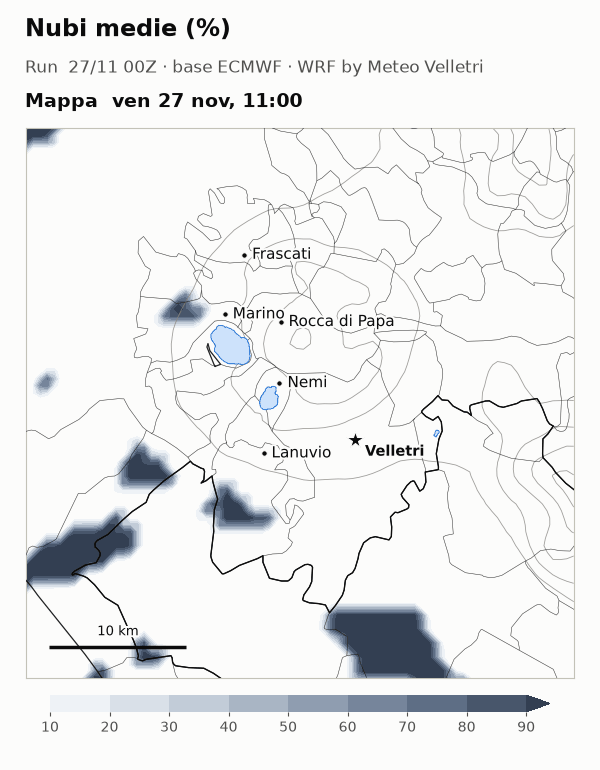 Nubi medie (%)
Run  27/11 00Z · base ECMWF · WRF by Meteo Velletri
Mappa  ven 27 nov, 11:00
Frascati
Marino
Rocca di Papa
Nemi
Velletri
Lanuvio
10 km
10 20 30 40 50 60 70 80 90